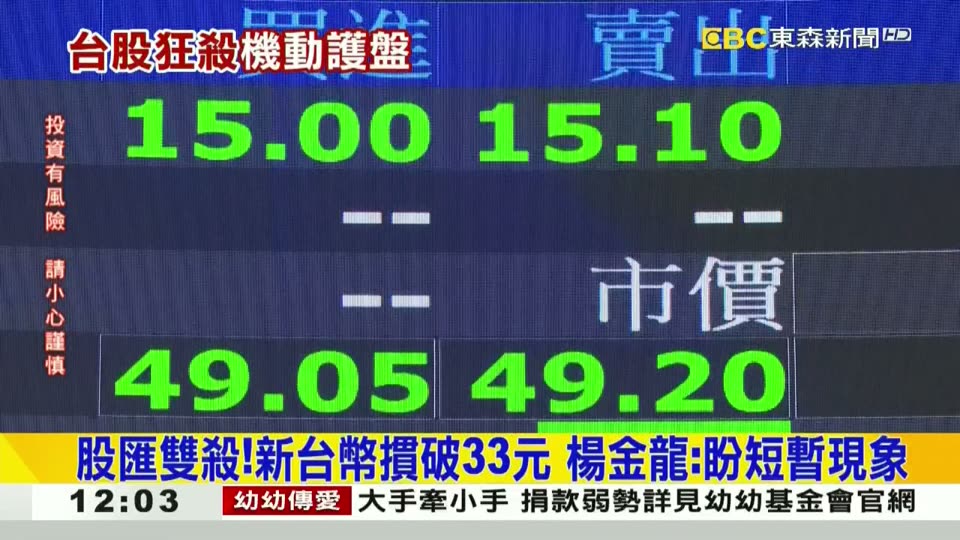 台股狂殺機動護盤
EBC東森新聞HD
買進 賣出
15.00 15.10
-- --
-- 市價
49.05 49.20
投資有風險 請小心謹慎
股匯雙殺!新台幣摜破33元 楊金龍:盼短暫現象
12:03 幼幼傳愛 大手牽小手 捐款弱勢詳見幼幼基金會官網